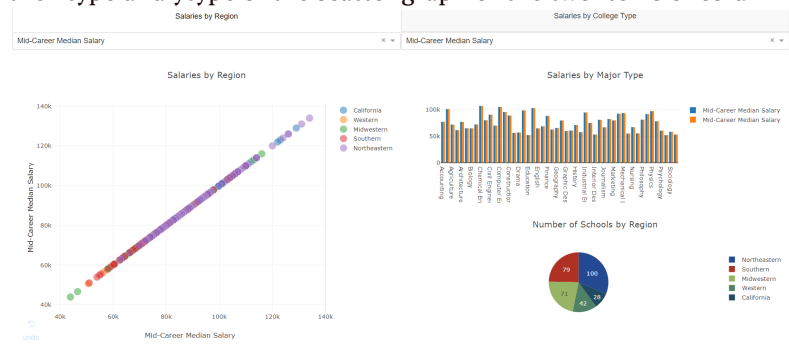 Salaries by Region
Salaries by College Type
Mid-Career Median Salary
Mid-Career Median Salary
Salaries by Region
140k
120k
100k
80k
60k
40k
Mid-Career Median Salary
40k 60k 80k 100k 120k 140k
Mid-Career Median Salary
California
Western
Midwestern
Southern
Northeastern
undo
Salaries by Major Type
100k
50k
0
Mid-Career Median Salary
Mid-Career Median Salary
Accounting
Agriculture
Architecture
Biology
Chemical En
Civil Engine
Computer E
Construction
Drama
Education
English
Finance
Geography
Graphic Des
History
Industrial E
Interior Des
Journalism
Marketing
Mechanical
Nursing
Philosophy
Physics
Psychology
Sociology
Number of Schools by Region
79
100
71
42
28
Northeastern
Southern
Midwestern
Western
California